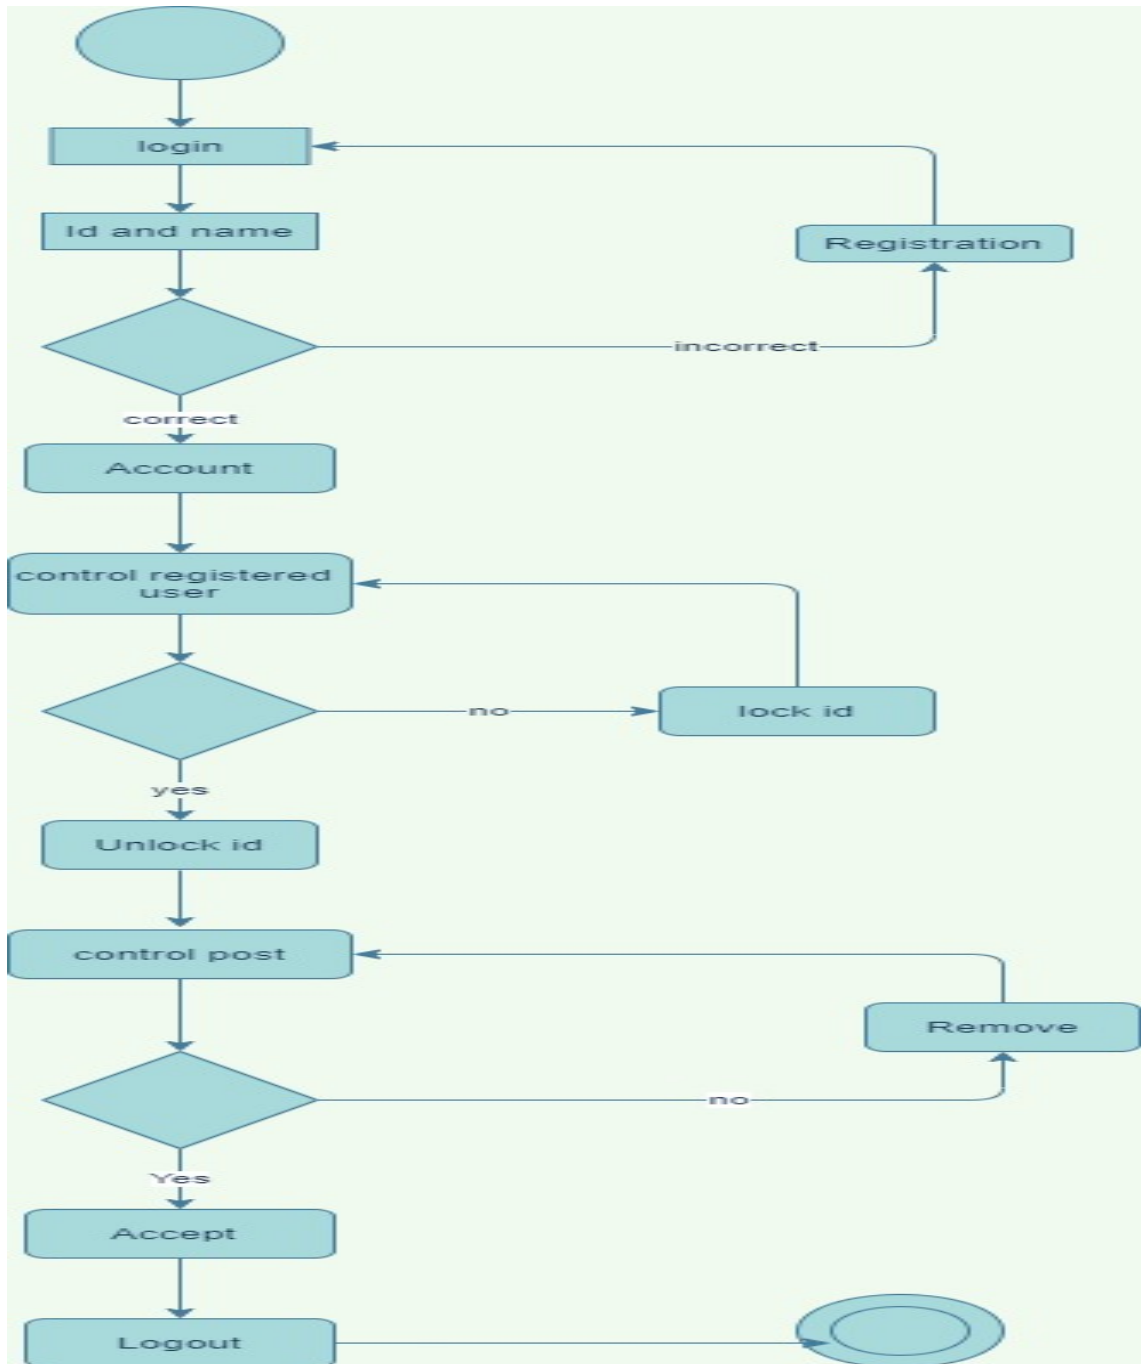 login
Id and name
Registration
incorrect
correct
Account
control registered
user
no
lock id
yes
Unlock id
control post
Remove
no
Yes
Accept
Logout